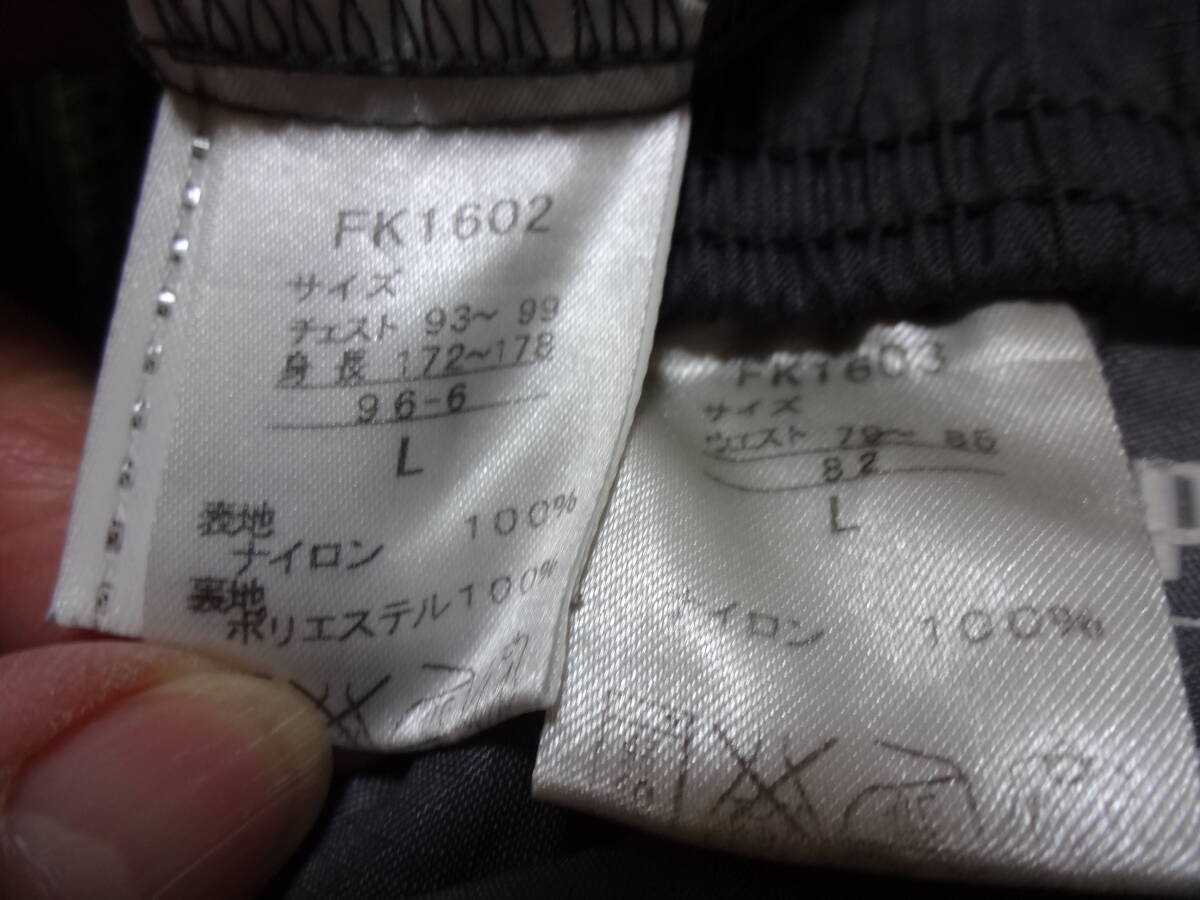 FK1602
サイズ
チェスト 93〜 99
身長 172〜178
96-6
L
表地
ナイロン 100%
裏地
ポリエステル100%
FK1603
サイズ
ウエスト 79〜 85
82
L
ナイロン 100%